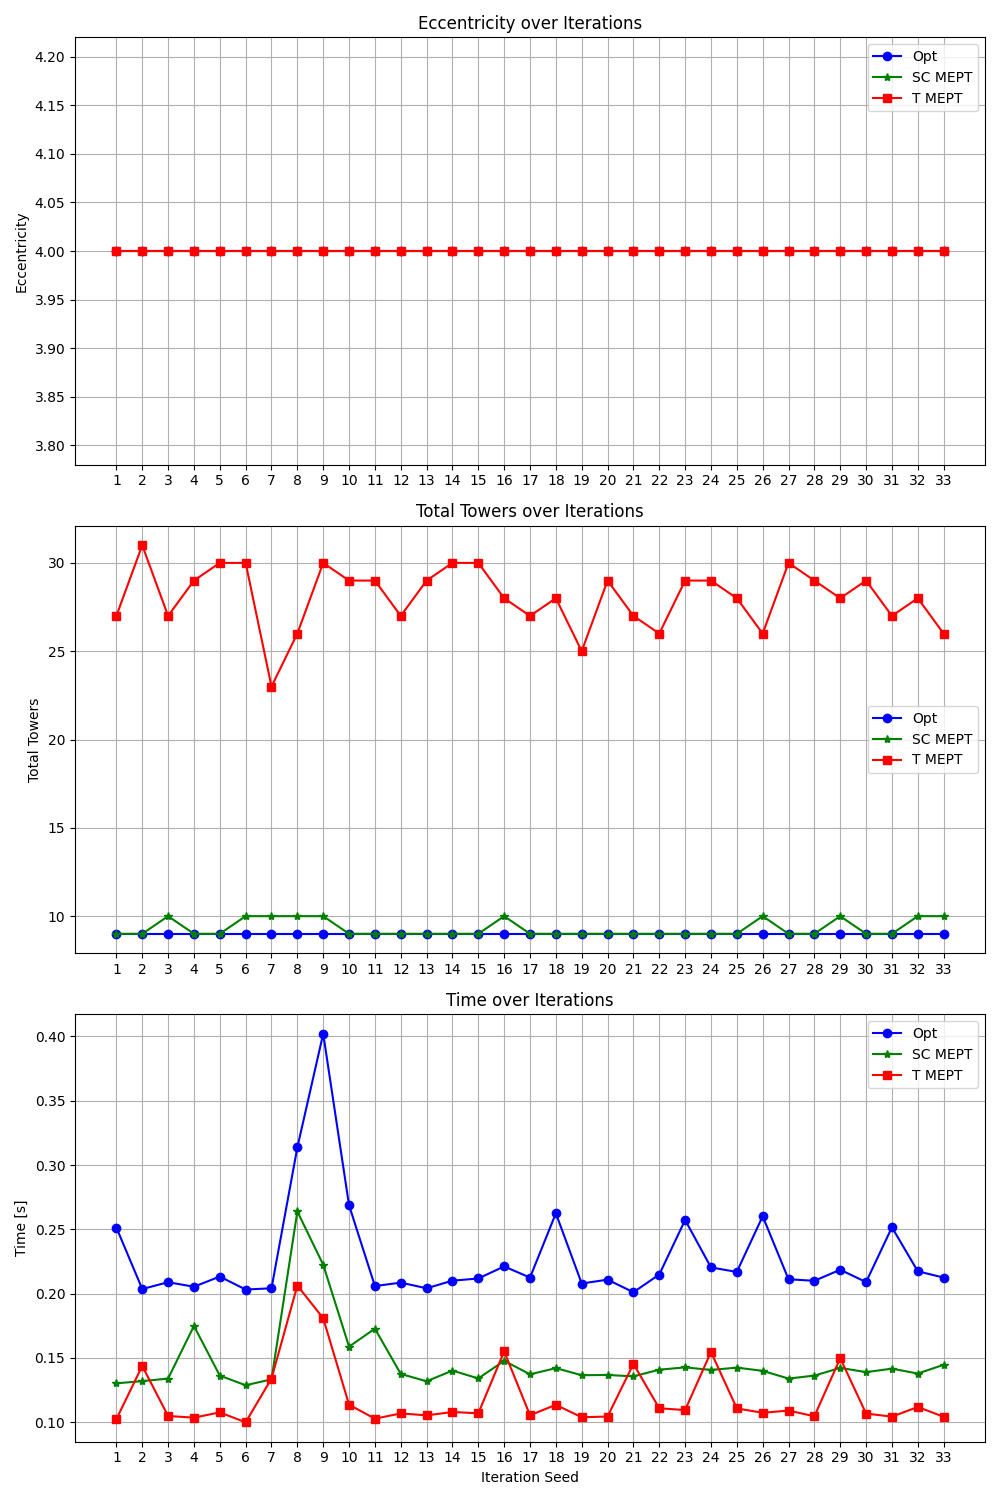 Eccentricity over Iterations
4.20
4.15
4.10
4.05
4.00
3.95
3.90
3.85
3.80
Eccentricity
Opt
SC MEPT
T MEPT
1 2 3 4 5 6 7 8 9 10 11 12 13 14 15 16 17 18 19 20 21 22 23 24 25 26 27 28 29 30 31 32 33
Total Towers over Iterations
30
25
20
15
10
Total Towers
Opt
SC MEPT
T MEPT
1 2 3 4 5 6 7 8 9 10 11 12 13 14 15 16 17 18 19 20 21 22 23 24 25 26 27 28 29 30 31 32 33
Time over Iterations
0.40
0.35
0.30
0.25
0.20
0.15
0.10
Time [s]
Opt
SC MEPT
T MEPT
1 2 3 4 5 6 7 8 9 10 11 12 13 14 15 16 17 18 19 20 21 22 23 24 25 26 27 28 29 30 31 32 33
Iteration Seed